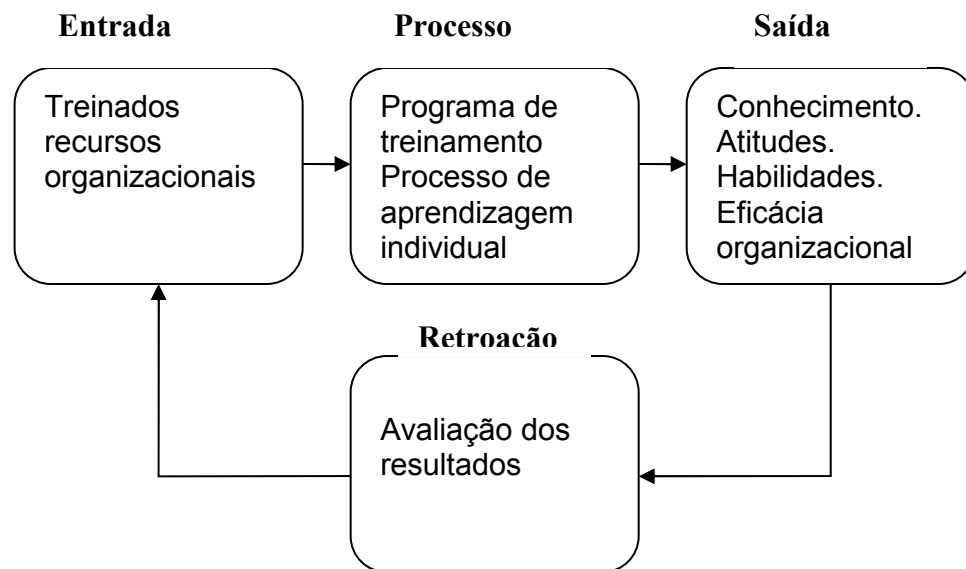 Entrada
Processo
Saída
Treinados
recursos
organizacionais
Programa de
treinamento
Processo de
aprendizagem
individual
Conhecimento.
Atitudes.
Habilidades.
Eficácia
organizacional
Retroação
Avaliação dos
resultados